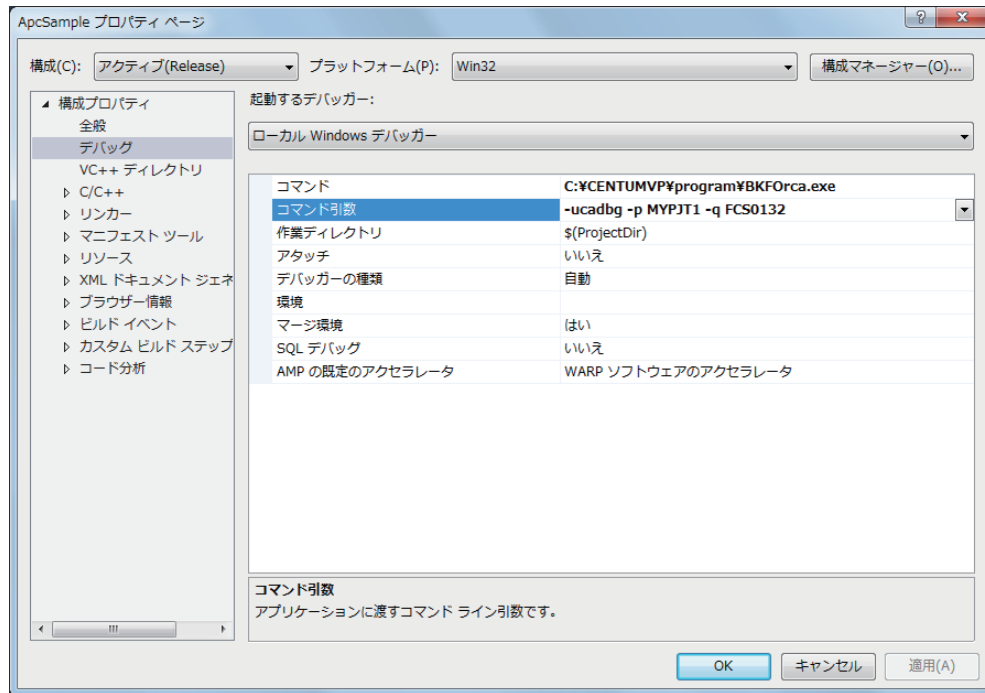 ApcSample プロパティ ページ
構成(C): アクティブ(Release) プラットフォーム(P): Win32 構成マネージャー(O)...
構成プロパティ
全般
デバッグ
VC++ ディレクトリ
C/C++
リンカー
マニフェスト ツール
リソース
XML ドキュメント ジェネ
ブラウザー情報
ビルド イベント
カスタム ビルド ステップ
コード分析
起動するデバッガー:
ローカル Windows デバッガー
コマンド C:¥CENTUMVP¥program¥BKFOrca.exe
コマンド引数 -ucadbg -p MYPJT1 -q FCS0132
作業ディレクトリ $(ProjectDir)
アタッチ いいえ
デバッガーの種類 自動
環境
マージ環境 はい
SQL デバッグ いいえ
AMP の既定のアクセラレータ WARP ソフトウェアのアクセラレータ
コマンド引数
アプリケーションに渡すコマンド ライン引数です。
OK キャンセル 適用(A)